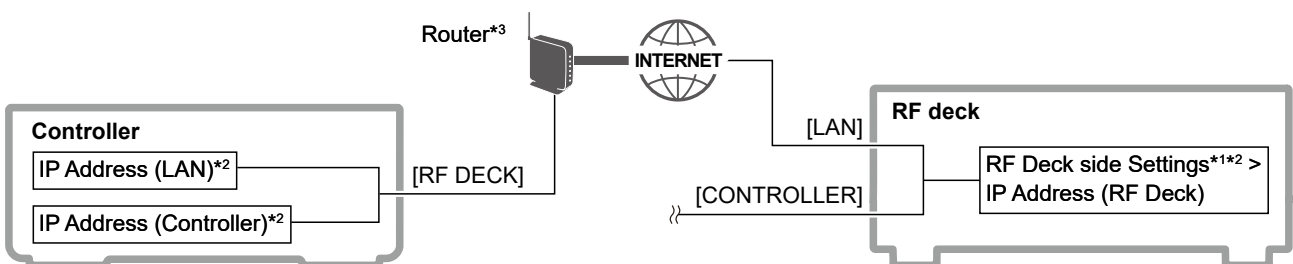 Router*3
INTERNET
Controller
IP Address (LAN)*2
IP Address (Controller)*2
[RF DECK]
[LAN]
[CONTROLLER]
RF deck
RF Deck side Settings*1*2 >
IP Address (RF Deck)